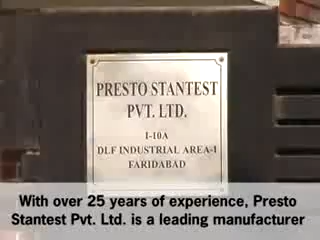 PRESTO STANTEST
PVT. LTD.
I-10A
DLF INDUSTRIAL AREA-I
FARIDABAD
With over 25 years of experience, Presto
Stantest Pvt. Ltd. is a leading manufacturer